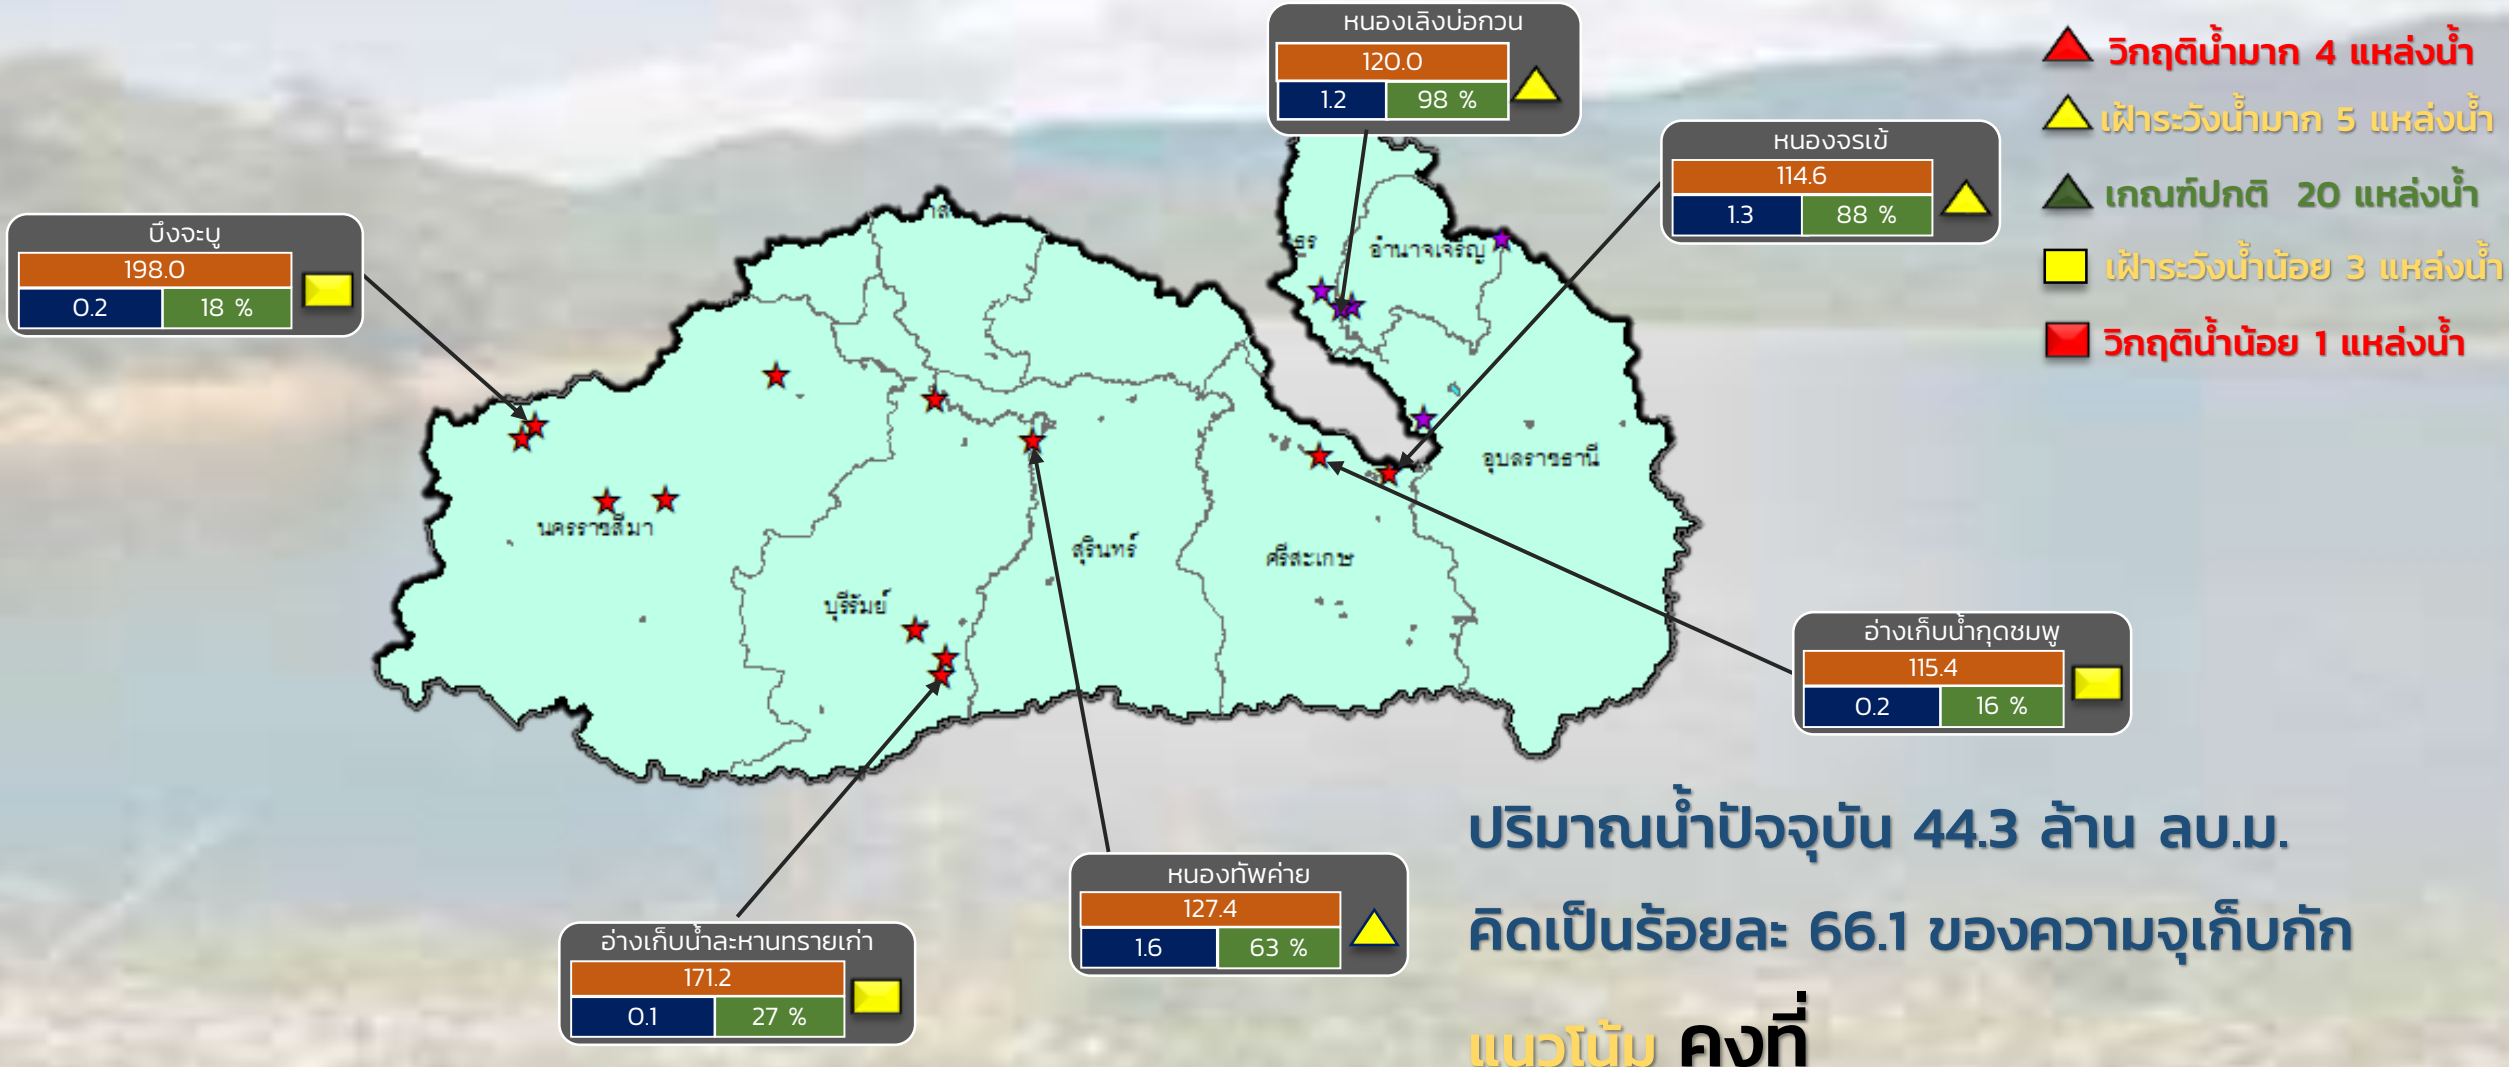 หนองเลิงบ่อกวน
120.0
1.2 98 %
วิกฤติน้ำมาก 4 แหล่งน้ำ
เฝ้าระวังน้ำมาก 5 แหล่งน้ำ
เกณฑ์ปกติ 20 แหล่งน้ำ
เฝ้าระวังน้ำน้อย 3 แหล่งน้ำ
วิกฤติน้ำน้อย 1 แหล่งน้ำ
หนองจรเข้
114.6
1.3 88 %
บึงจะบู
198.0
0.2 18 %
ธร
อำนาจเจริญ
อุบลราชธานี
นครราชสีมา
สุรินทร์
ศรีสะเกษ
บุรีรัมย์
อ่างเก็บน้ำกุดชมพู
115.4
0.2 16 %
หนองทัพค่าย
127.4
1.6 63 %
อ่างเก็บน้ำละหานทรายเก่า
171.2
0.1 27 %
ปริมาณน้ำปัจจุบัน 44.3 ล้าน ลบ.ม.
คิดเป็นร้อยละ 66.1 ของความจุเก็บกัก
แนวโน้ม คงที่